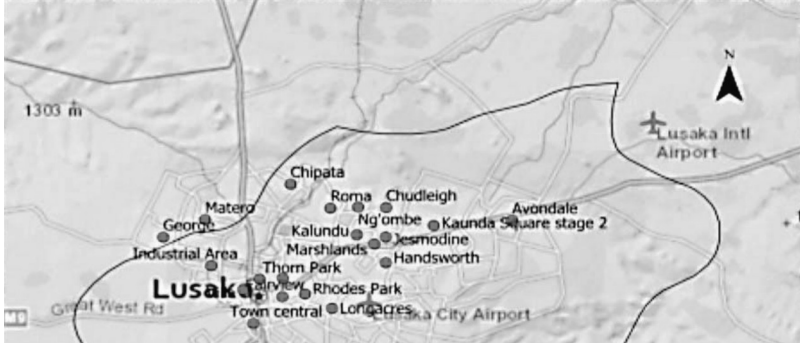 N
1303 m
Lusaka Intl
Airport
Chipata
Matero
Roma
Chudleigh
Avondale
George
Ng'ombe
Kaunda Square stage 2
Kalundu
Jesmodine
Marshlands
Industrial Area
Handsworth
Thorn Park
Lusaka
Fairview
Rhodes Park
Great West Rd
Town central
Longacres
Lusaka City Airport